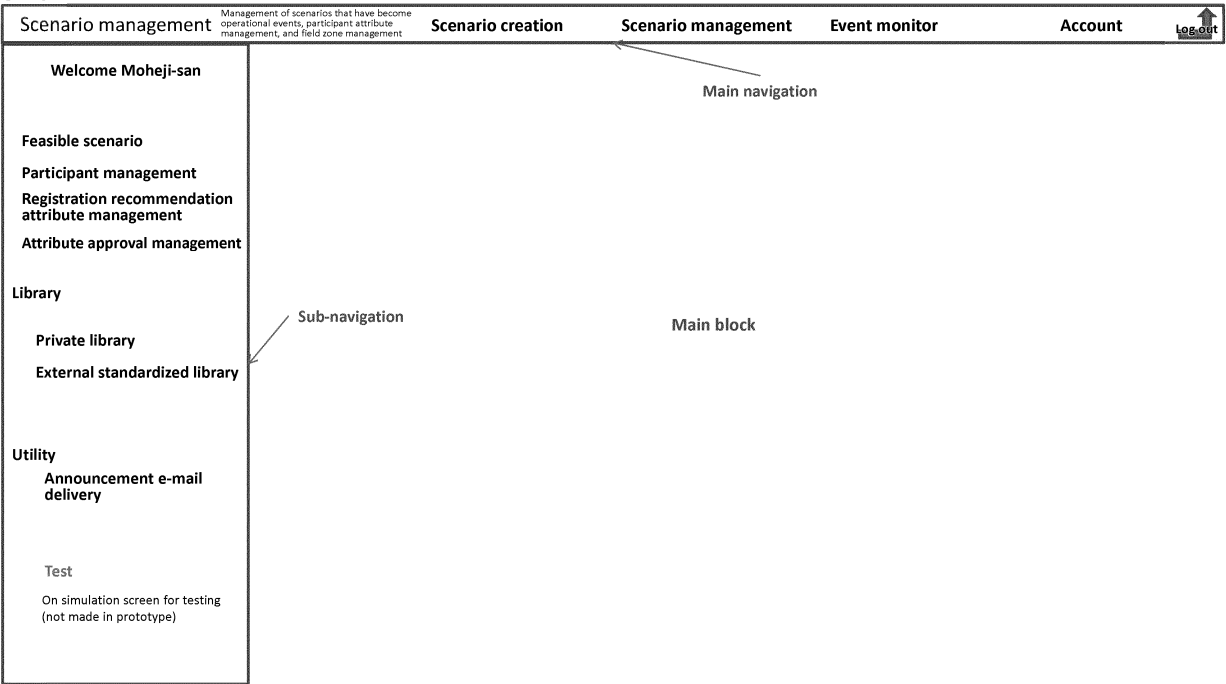 Scenario management
Management of scenarios that have become
operational events, participant attribute
management, and field zone management
Scenario creation
Scenario management
Event monitor
Account
Log out
Welcome Moheji-san
Main navigation
Feasible scenario
Participant management
Registration recommendation
attribute management
Attribute approval management
Library
Sub-navigation
Main block
Private library
External standardized library
Utility
Announcement e-mail
delivery
Test
On simulation screen for testing
(not made in prototype)